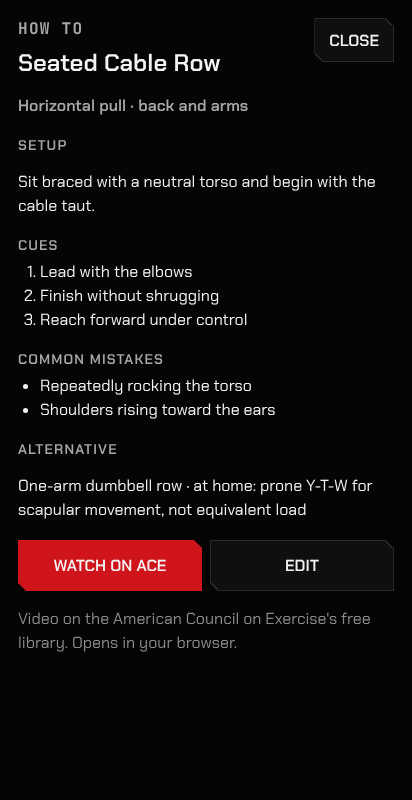 HOW TO
CLOSE
Seated Cable Row
Horizontal pull · back and arms
SETUP
Sit braced with a neutral torso and begin with the
cable taut.
CUES
1. Lead with the elbows
2. Finish without shrugging
3. Reach forward under control
COMMON MISTAKES
• Repeatedly rocking the torso
• Shoulders rising toward the ears
ALTERNATIVE
One-arm dumbbell row · at home: prone Y-T-W for
scapular movement, not equivalent load
WATCH ON ACE
EDIT
Video on the American Council on Exercise's free
library. Opens in your browser.